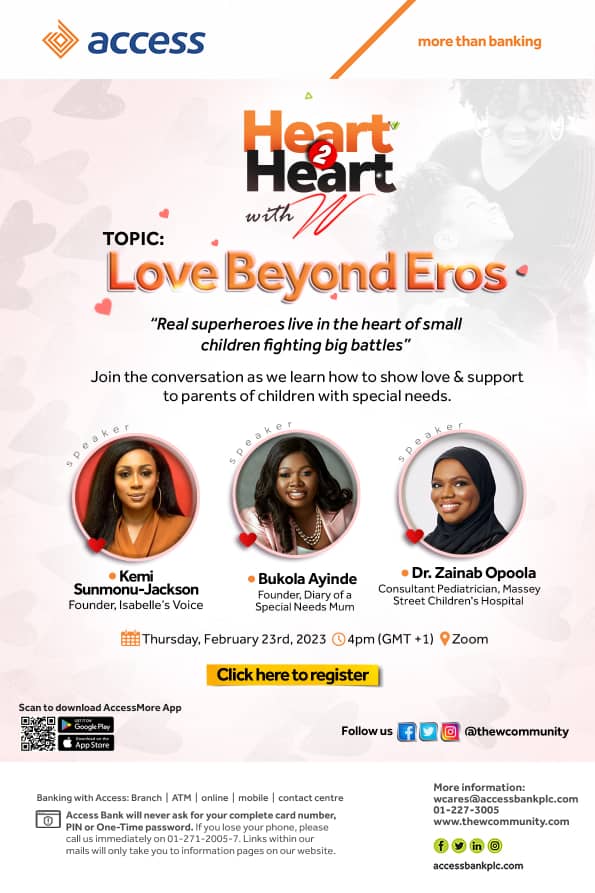 access
more than banking
Heart
2
Heart
with W
TOPIC:
Love Beyond Eros
“Real superheroes live in the heart of small
children fighting big battles”
Join the conversation as we learn how to show love & support
to parents of children with special needs.
speaker
speaker
speaker
Kemi
Sunmonu-Jackson
Founder, Isabelle's Voice
Bukola Ayinde
Founder, Diary of a
Special Needs Mum
Dr. Zainab Opoola
Consultant Pediatrician, Massey
Street Children's Hospital
Thursday, February 23rd, 2023 4pm (GMT +1) Zoom
Click here to register
Scan to download AccessMore App
GET IT ON
Google Play
Download on the
App Store
Follow us @thewcommunity
Banking with Access: Branch | ATM | online | mobile | contact centre
Access Bank will never ask for your complete card number,
PIN or One-Time password. If you lose your phone, please
call us immediately on 01-271-2005-7. Links within our
mails will only take you to information pages on our website.
More information:
wcares@accessbankplc.com
01-227-3005
www.thewcommunity.com
accessbankplc.com